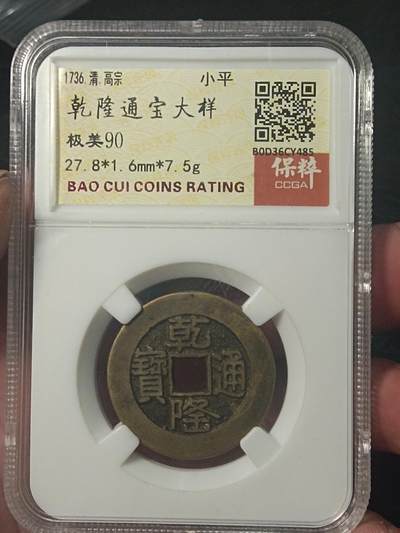 1736.清.高宗 小平
乾隆通宝大样
极美90
27.8*1.6mm*7.5g
BAO CUI COINS RATING
B0D36CY485
保粹
CCGA
乾隆通寶